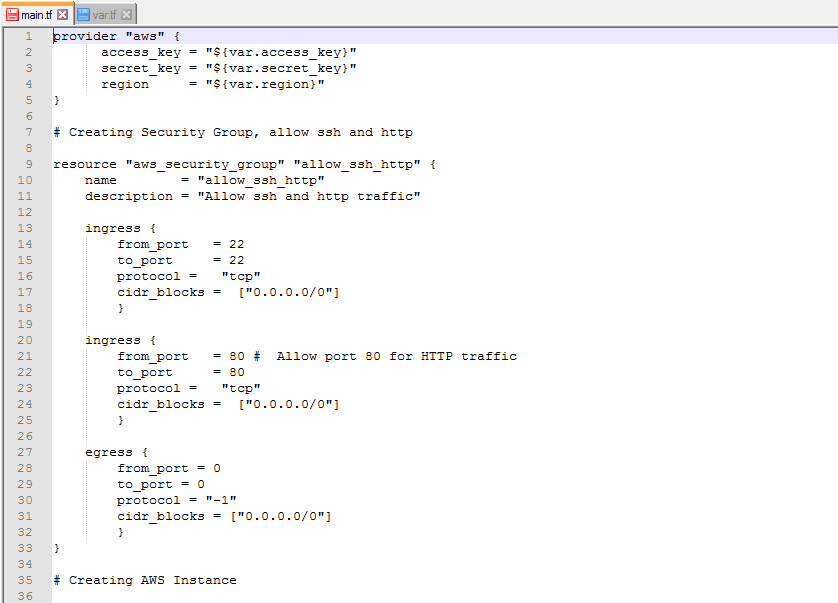 main.tf var.tf
1 provider "aws" {
2 access_key = "${var.access_key}"
3 secret_key = "${var.secret_key}"
4 region     = "${var.region}"
5 }
6
7 # Creating Security Group, allow ssh and http
8
9 resource "aws_security_group" "allow_ssh_http" {
10 name        = "allow_ssh_http"
11 description = "Allow ssh and http traffic"
12
13 ingress {
14 from_port   = 22
15 to_port     = 22
16 protocol =   "tcp"
17 cidr_blocks =  ["0.0.0.0/0"]
18 }
19
20 ingress {
21 from_port   = 80 #  Allow port 80 for HTTP traffic
22 to_port     = 80
23 protocol =   "tcp"
24 cidr_blocks =  ["0.0.0.0/0"]
25 }
26
27 egress {
28 from_port = 0
29 to_port = 0
30 protocol = "-1"
31 cidr_blocks = ["0.0.0.0/0"]
32 }
33 }
34
35 # Creating AWS Instance
36